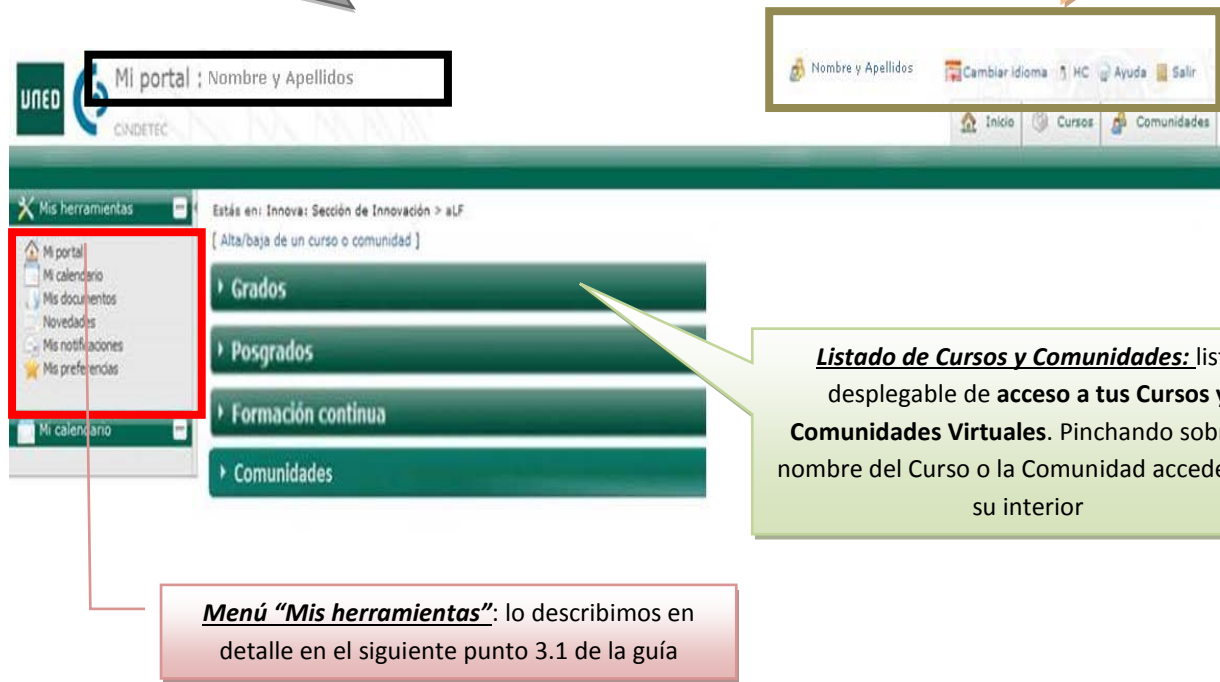 UNED
Mi portal : Nombre y Apellidos
CINDETEC
Nombre y Apellidos Cambiar idioma HC Ayuda Salir
Inicio Cursos Comunidades
Mis herramientas
Mi portal
Mi calendario
Mis documentos
Novedades
Mis notificaciones
Mis preferencias
Mi calendario
Estás en: Innova: Sección de Innovación > aLF
[ Alta/baja de un curso o comunidad ]
Grados
Posgrados
Formación continua
Comunidades
Listado de Cursos y Comunidades: list
desplegable de acceso a tus Cursos y
Comunidades Virtuales. Pinchando sob
nombre del Curso o la Comunidad accede
su interior
Menú “Mis herramientas”: lo describimos en
detalle en el siguiente punto 3.1 de la guía